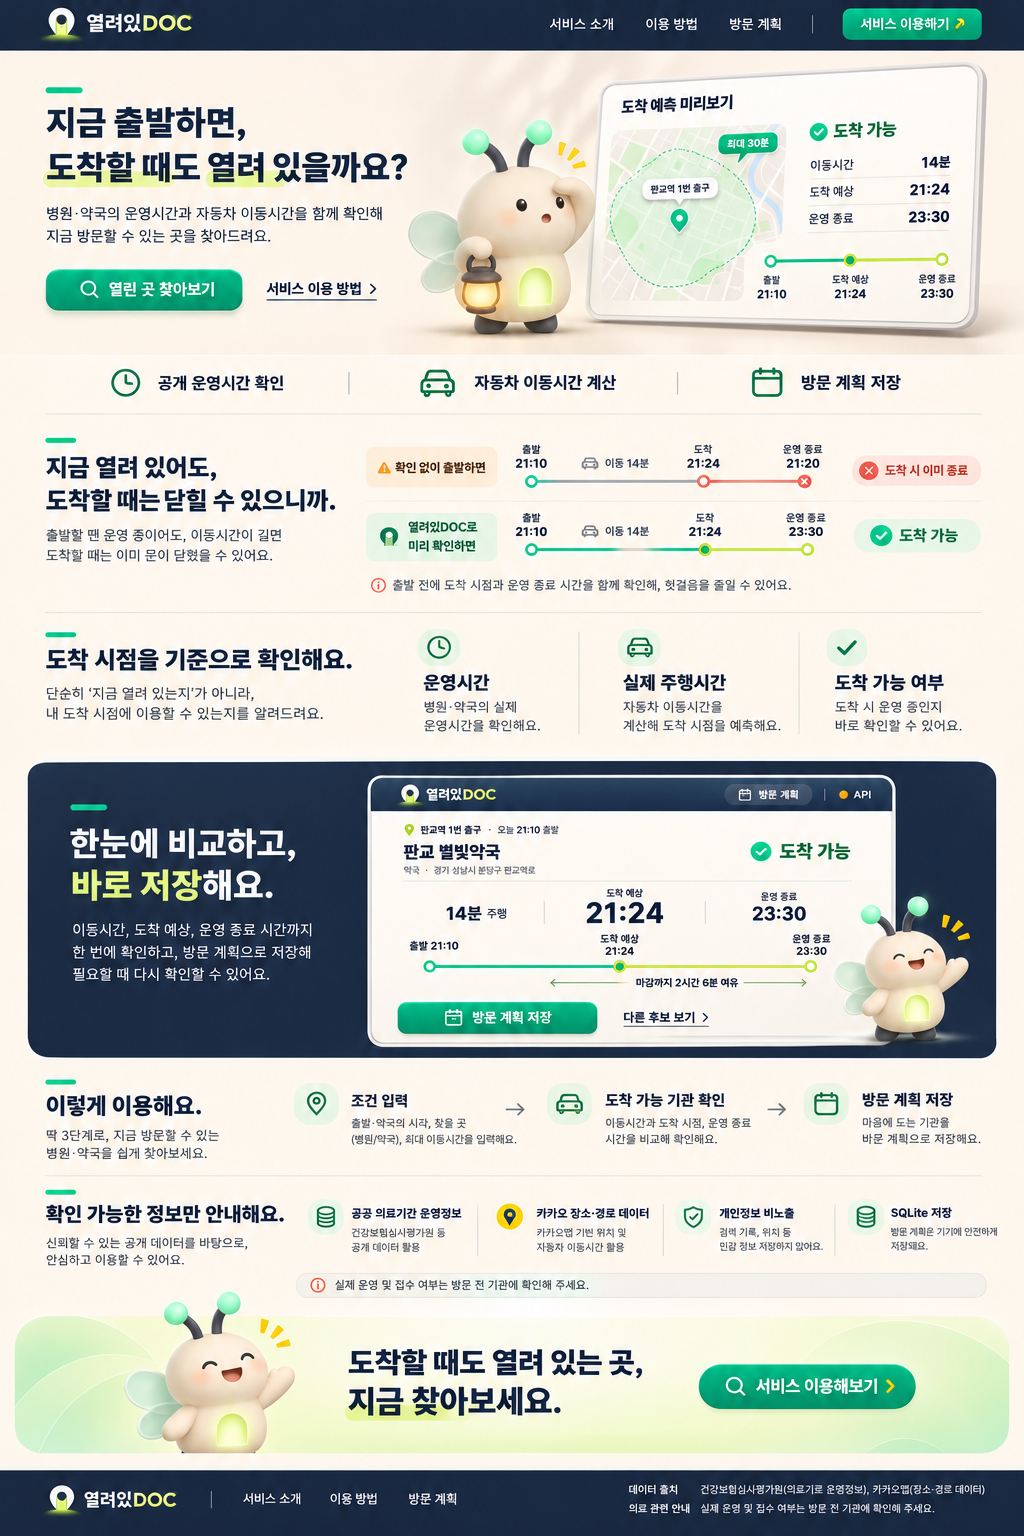 열려있DOC
서비스 소개
이용 방법
방문 계획
서비스 이용하기
지금 출발하면,
도착할 때도 열려 있을까요?
병원·약국의 운영시간과 자동차 이동시간을 함께 확인해
지금 방문할 수 있는 곳을 찾아드려요.
열린 곳 찾아보기
서비스 이용 방법
도착 예측 미리보기
최대 30분
판교역 1번 출구
도착 가능
이동시간 14분
도착 예상 21:24
운영 종료 23:30
출발 도착 예상 운영 종료
21:10 21:24 23:30
공개 운영시간 확인
자동차 이동시간 계산
방문 계획 저장
지금 열려 있어도,
도착할 때는 닫힐 수 있으니까.
출발할 땐 운영 중이어도, 이동시간이 길면
도착할 때는 이미 문이 닫혔을 수 있어요.
확인 없이 출발하면
출발 도착 운영 종료
21:10 이동 14분 21:24 21:20
도착 시 이미 종료
열려있DOC로
미리 확인하면
출발 도착 운영 종료
21:10 이동 14분 21:24 23:30
도착 가능
출발 전에 도착 시점과 운영 종료 시간을 함께 확인해, 헛걸음을 줄일 수 있어요.
도착 시점을 기준으로 확인해요.
단순히 ‘지금 열려 있는지’가 아니라,
내 도착 시점에 이용할 수 있는지를 알려드려요.
운영시간
병원·약국의 실제
운영시간을 확인해요.
실제 주행시간
자동차 이동시간을
계산해 도착 시점을 예측해요.
도착 가능 여부
도착 시 운영 중인지
바로 확인할 수 있어요.
한눈에 비교하고,
바로 저장해요.
이동시간, 도착 예상, 운영 종료 시간까지
한 번에 확인하고, 방문 계획으로 저장해
필요할 때 다시 확인할 수 있어요.
열려있DOC
방문 계획
API
판교역 1번 출구 · 오늘 21:10 출발
판교 별빛약국
약국 · 경기 성남시 분당구 판교역로
도착 가능
14분 주행
도착 예상
21:24
운영 종료
23:30
출발 21:10
도착 예상
21:24
운영 종료
23:30
마감까지 2시간 6분 여유
방문 계획 저장
다른 후보 보기
이렇게 이용해요.
딱 3단계로, 지금 방문할 수 있는
병원·약국을 쉽게 찾아보세요.
조건 입력
출발지·약국의 시작, 찾을 곳
(병원/약국), 최대 이동시간을 입력해요.
도착 가능 기관 확인
이동시간과 도착 시점, 운영 종료
시간을 비교해 확인해요.
방문 계획 저장
마음에 도는 기관을
바문 계획으로 저장해요.
확인 가능한 정보만 안내해요.
신뢰할 수 있는 공개 데이터를 바탕으로,
안심하고 이용할 수 있어요.
공공 의료기간 운영정보
건강보험심사평가원 등
공개 데이터 활용
카카오 장소·경로 데이터
카카오맵 기반 위치 및
자동차 이동시간 활용
개인정보 비노출
검력 기록, 위치 등
민감 정보 저장하지 않아요.
SQLite 저장
방문 계획은 기기에 안전하게
저장돼요.
실제 운영 및 접수 여부는 방문 전 기관에 확인해 주세요.
도착할 때도 열려 있는 곳,
지금 찾아보세요.
서비스 이용해보기
열려있DOC
서비스 소개
이용 방법
방문 계획
데이터 출치 건강보험심사평가원(의료기로 운영정보), 카카오맵(장소·경로 데이터)
의료 관련 안내 실제 운영 및 접수 여부는 방문 전 기관에 확인해 주세요.